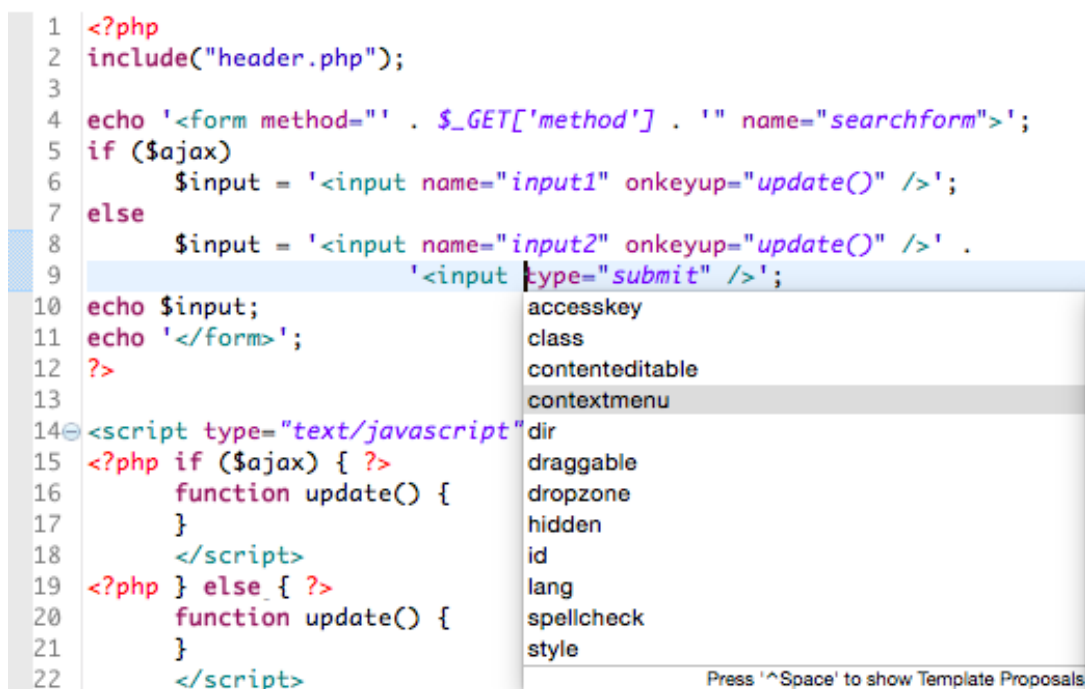 1 <?php
2 include("header.php");
3
4 echo '<form method="' . $_GET['method'] . '" name="searchform">';
5 if ($ajax)
6 $input = '<input name="input1" onkeyup="update()" />';
7 else
8 $input = '<input name="input2" onkeyup="update()" />' .
9 '<input type="submit" />';
10 echo $input;
11 echo '</form>';
12 ?>
13
14 <script type="text/javascript"
15 <?php if ($ajax) { ?>
16 function update() {
17 }
18 </script>
19 <?php } else { ?>
20 function update() {
21 }
22 </script>
accesskey
class
contenteditable
contextmenu
dir
draggable
dropzone
hidden
id
lang
spellcheck
style
Press '^Space' to show Template Proposals